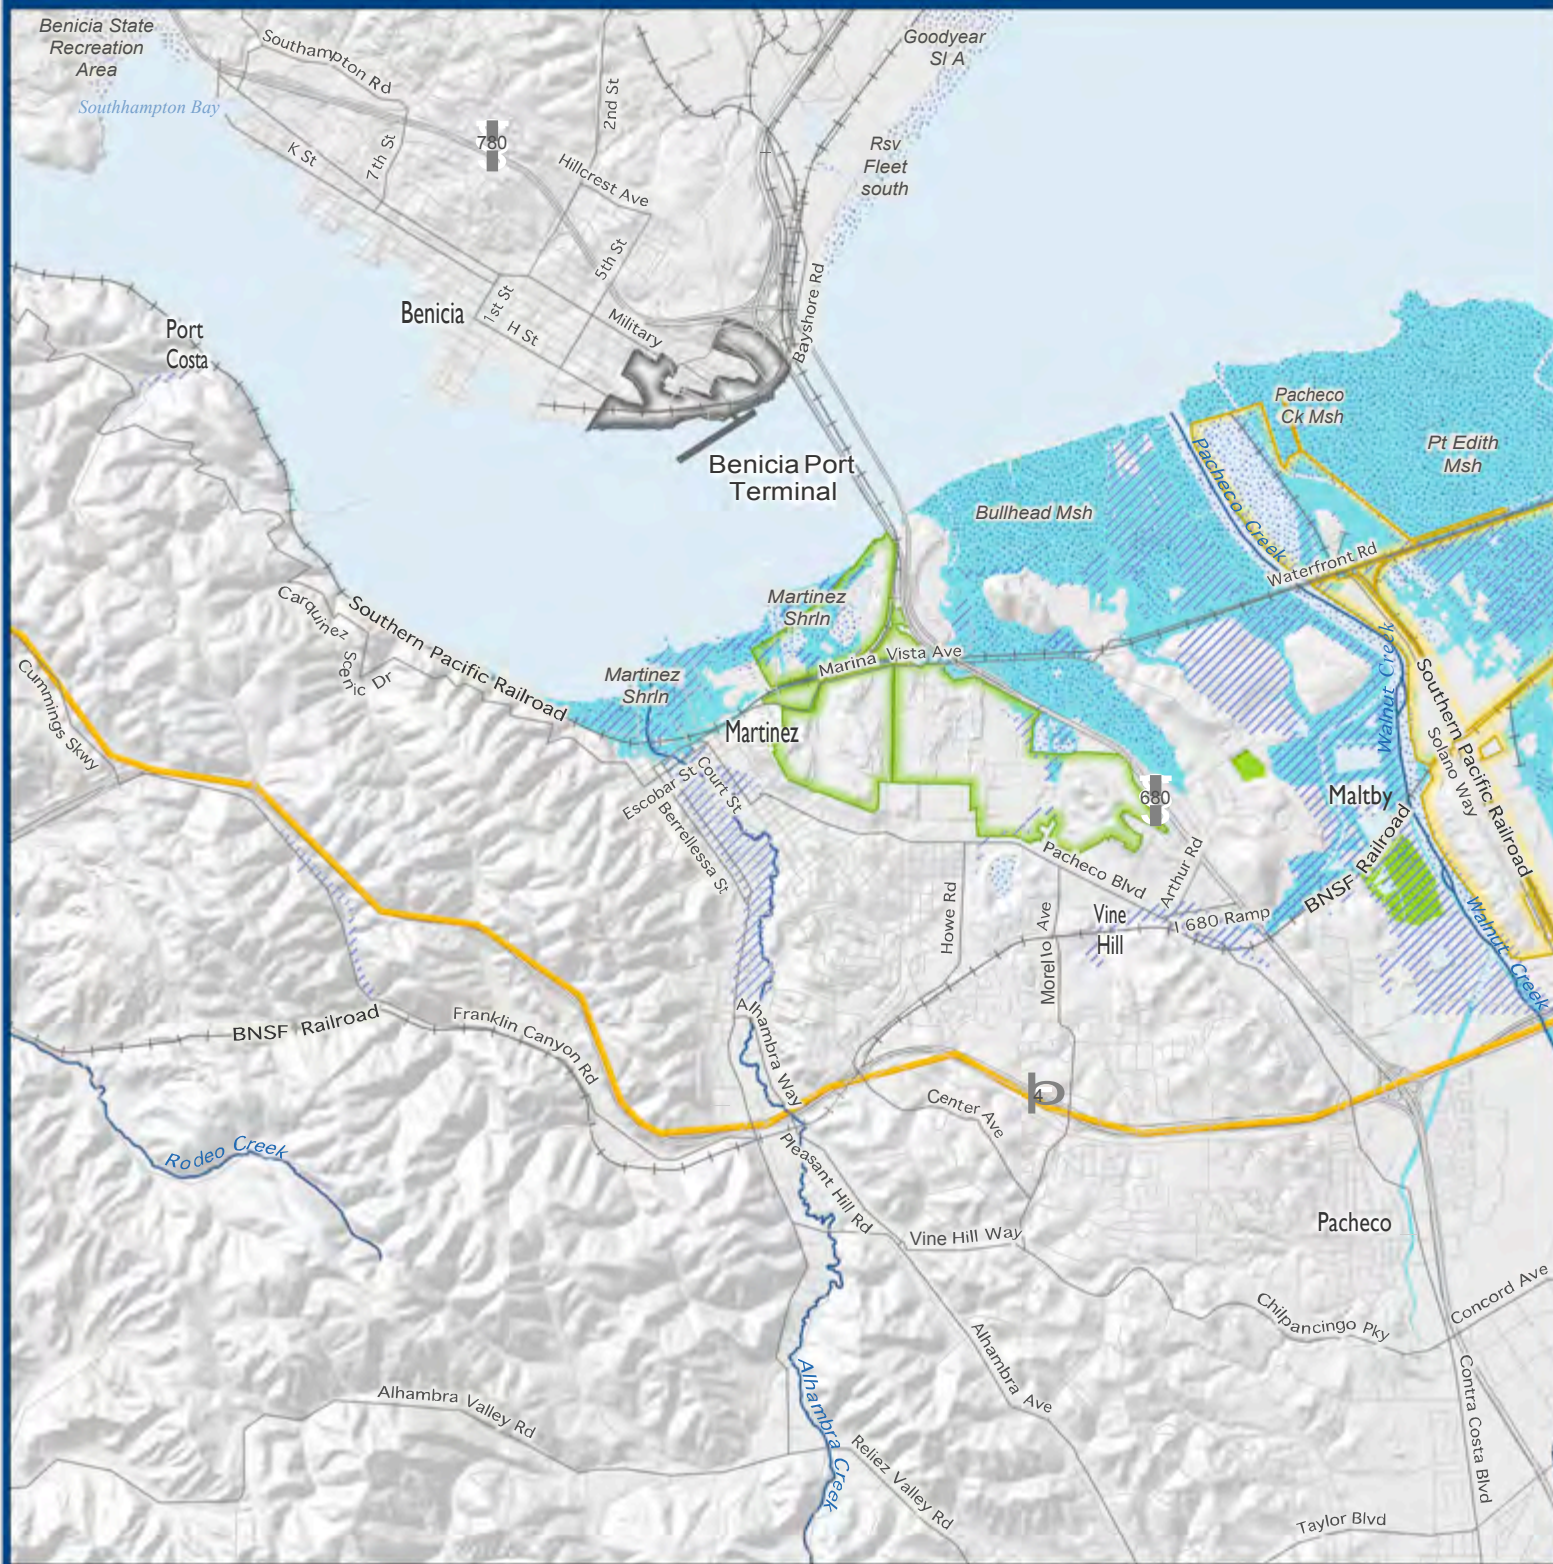 Benicia State
Recreation
Area
Southhampton Bay
Southampton Rd
2nd St
Goodyear
Sl A
780
K St
7th St
Hillcrest Ave
Rsv
Fleet
south
5th St
Bayshore Rd
Benicia
1st St
H St
Military
Port
Costa
Benicia Port
Terminal
Pacheco
Ck Msh
Pt Edith
Msh
Bullhead Msh
Pacheco Creek
Waterfront Rd
Carquinez
Scenic Dr
Southern Pacific Railroad
Martinez
Shrln
Martinez
Shrln
Marina Vista Ave
Walnut Creek
Southern Pacific Railroad
Solano Way
Cummings Skwy
Martinez
Escobar St
Court St
Berrellessa St
680
Maltby
BNSF Railroad
Pacheco Blvd
Arthur Rd
Howe Rd
Morello Ave
Vine
Hill
I 680 Ramp
Walnut Creek
BNSF Railroad
Franklin Canyon Rd
Alhambra Way
4
Center Ave
Rodeo Creek
Pleasant Hill Rd
Vine Hill Way
Pacheco
Chilpancingo Pky
Concord Ave
Alhambra Ave
Alhambra Creek
Alhambra Valley Rd
Reliez Valley Rd
Contra Costa Blvd
Taylor Blvd